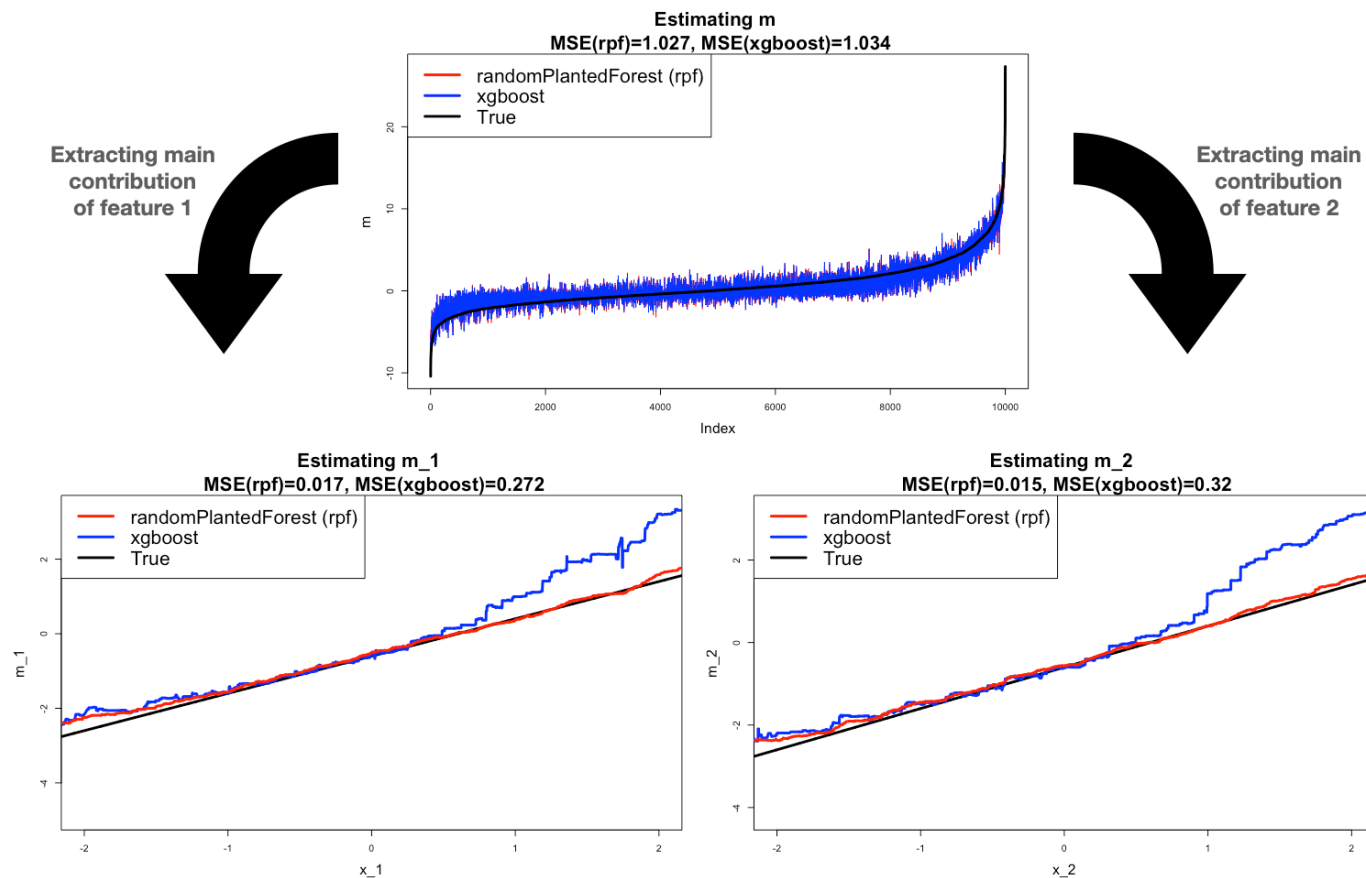 Estimating m
MSE(rpf)=1.027, MSE(xgboost)=1.034
randomPlantedForest (rpf)
xgboost
True
Extracting main
contribution
of feature 1
Extracting main
contribution
of feature 2
m
20
10
0
-10
0 2000 4000 6000 8000 10000
Index
Estimating m_1
MSE(rpf)=0.017, MSE(xgboost)=0.272
randomPlantedForest (rpf)
xgboost
True
m_1
2
0
-2
-4
-2 -1 0 1 2
x_1
Estimating m_2
MSE(rpf)=0.015, MSE(xgboost)=0.32
randomPlantedForest (rpf)
xgboost
True
m_2
2
0
-2
-4
-2 -1 0 1 2
x_2